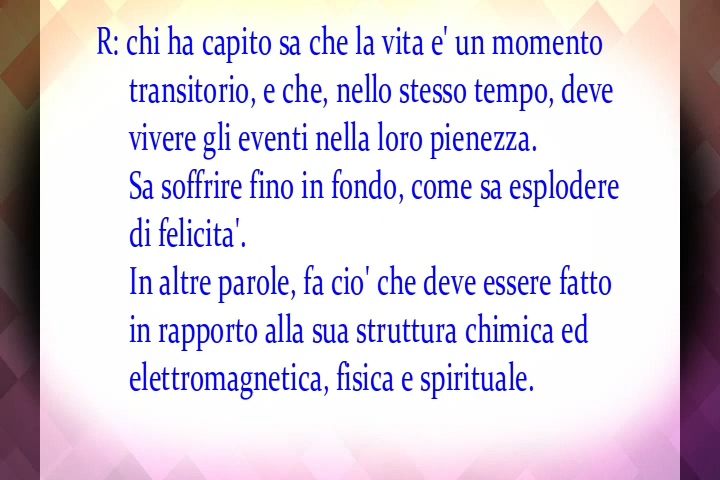 R: chi ha capito sa che la vita e' un momento
transitorio, e che, nello stesso tempo, deve
vivere gli eventi nella loro pienezza.
Sa soffrire fino in fondo, come sa esplodere
di felicita'.
In altre parole, fa cio' che deve essere fatto
in rapporto alla sua struttura chimica ed
elettromagnetica, fisica e spirituale.